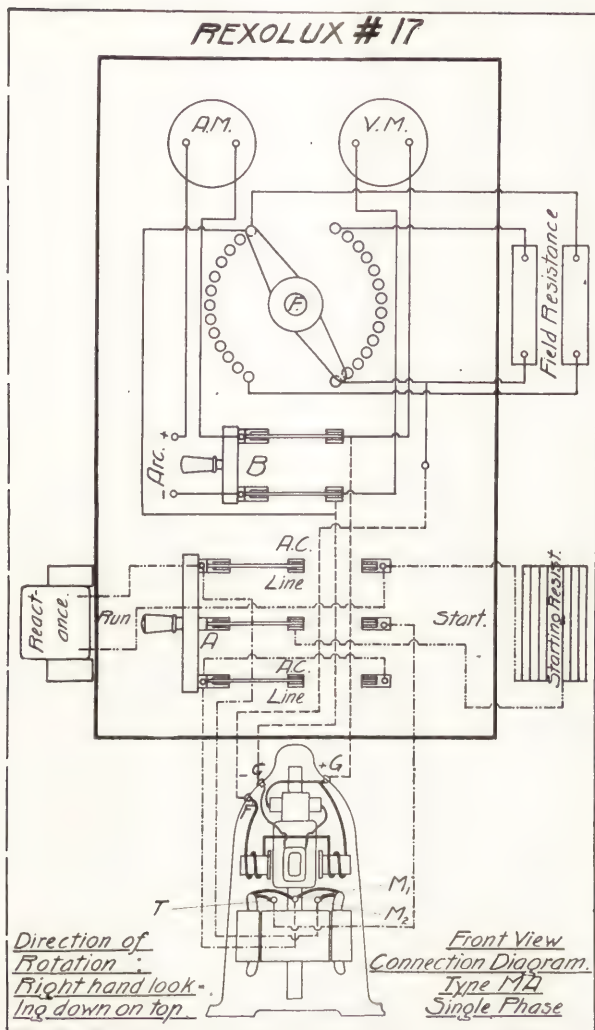 REXOLUX # 17
A.M.
V.M.
F.
Field Resistance
+
Arc.
-
B
A.C.
Line
React-
ance.
Run
A
Start.
Starting Resist.
A.C.
Line
- G
+G
F
T
M1
M2
Direction of
Rotation :
Right hand look-
ing down on top.
Front View
Connection Diagram.
Type MA
Single Phase